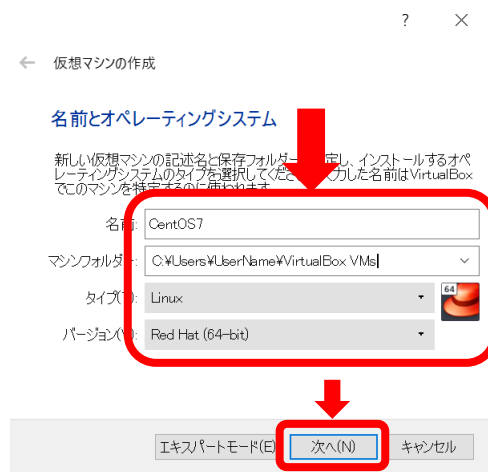 ?
仮想マシンの作成
名前とオペレーティングシステム
新しい仮想マシンの記述名と保存フォルダー 定し、インストールするオペ
レーティングシステムのタイプを選択してくだ 入力した名前はVirtualBox
でこのマシンを特定するのに使われます
名前: CentOS7
マシンフォルダー: C:¥Users¥UserName¥VirtualBox VMs
タイプ(T): Linux
64
バージョン(V): Red Hat (64-bit)
エキスパートモード(E) 次へ(N) キャンセル